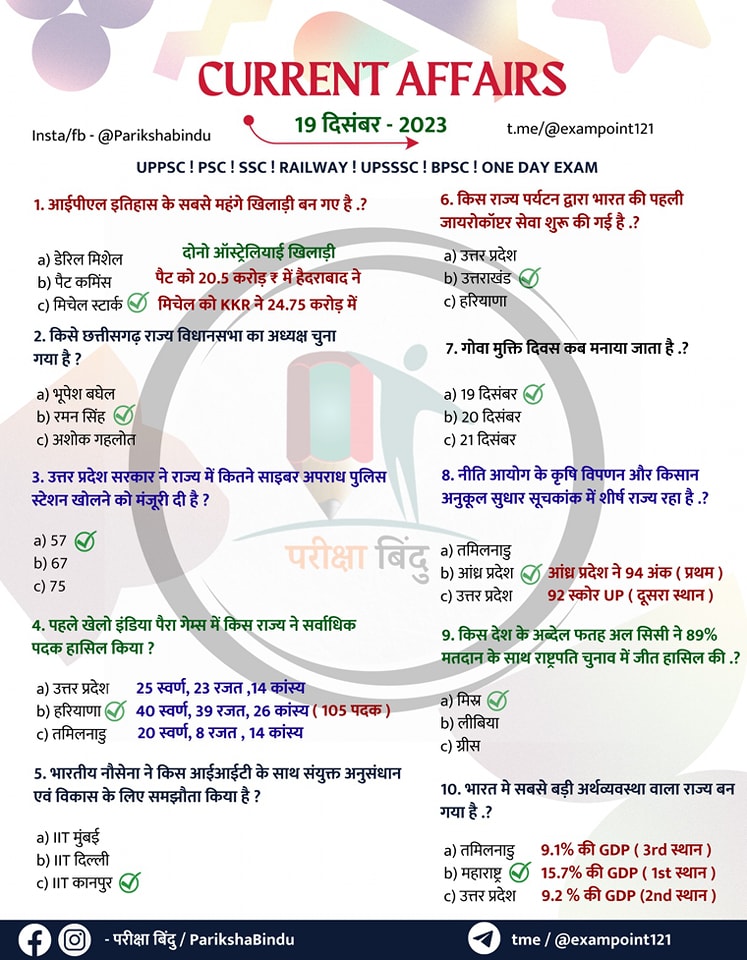 CURRENT AFFAIRS
Insta/fb - @Parikshabindu
19 दिसंबर - 2023
t.me/@exampoint121
UPPSC ! PSC ! SSC ! RAILWAY ! UPSSSC ! BPSC ! ONE DAY EXAM
1. आईपीएल इतिहास के सबसे महंगे खिलाड़ी बन गए है .?
दोनो ऑस्ट्रेलियाई खिलाड़ी
a) डेरिल मिशेल
b) पैट कमिंस पैट को 20.5 करोड़ ₹ में हैदराबाद ने
c) मिचेल स्टार्क मिचेल को KKR ने 24.75 करोड़ में
2. किसे छत्तीसगढ़ राज्य विधानसभा का अध्यक्ष चुना
गया है ?
a) भूपेश बघेल
b) रमन सिंह
c) अशोक गहलोत
3. उत्तर प्रदेश सरकार ने राज्य में कितने साइबर अपराध पुलिस
स्टेशन खोलने को मंजूरी दी है ?
a) 57
b) 67
c) 75
4. पहले खेलो इंडिया पैरा गेम्स में किस राज्य ने सर्वाधिक
पदक हासिल किया ?
a) उत्तर प्रदेश 25 स्वर्ण, 23 रजत ,14 कांस्य
b) हरियाणा 40 स्वर्ण, 39 रजत, 26 कांस्य ( 105 पदक )
c) तमिलनाडु 20 स्वर्ण, 8 रजत , 14 कांस्य
5. भारतीय नौसेना ने किस आईआईटी के साथ संयुक्त अनुसंधान
एवं विकास के लिए समझौता किया है ?
a) IIT मुंबई
b) IIT दिल्ली
c) IIT कानपुर
6. किस राज्य पर्यटन द्वारा भारत की पहली
जायरोकॉप्टर सेवा शुरू की गई है .?
a) उत्तर प्रदेश
b) उत्तराखंड
c) हरियाणा
7. गोवा मुक्ति दिवस कब मनाया जाता है .?
a) 19 दिसंबर
b) 20 दिसंबर
c) 21 दिसंबर
8. नीति आयोग के कृषि विपणन और किसान
अनुकूल सुधार सूचकांक में शीर्ष राज्य रहा है .?
a) तमिलनाडु
b) आंध्र प्रदेश आंध्र प्रदेश ने 94 अंक ( प्रथम )
c) उत्तर प्रदेश 92 स्कोर UP ( दूसरा स्थान )
9. किस देश के अब्देल फतह अल सिसी ने 89%
मतदान के साथ राष्ट्रपति चुनाव में जीत हासिल की .?
a) मिस्र
b) लीबिया
c) ग्रीस
10. भारत मे सबसे बड़ी अर्थव्यवस्था वाला राज्य बन
गया है .?
a) तमिलनाडु 9.1% की GDP ( 3rd स्थान )
b) महाराष्ट्र 15.7% की GDP ( 1st स्थान )
c) उत्तर प्रदेश 9.2 % की GDP (2nd स्थान )
परीक्षा बिंदु
- परीक्षा बिंदु / ParikshaBindu
tme / @exampoint121